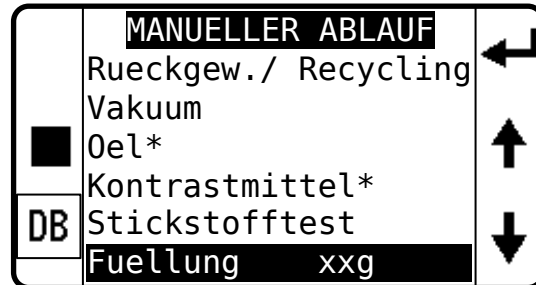 MANUELLER ABLAUF
Rueckgew./ Recycling
Vakuum
Oel*
Kontrastmittel*
DB
Stickstofftest
Fuellung xxg